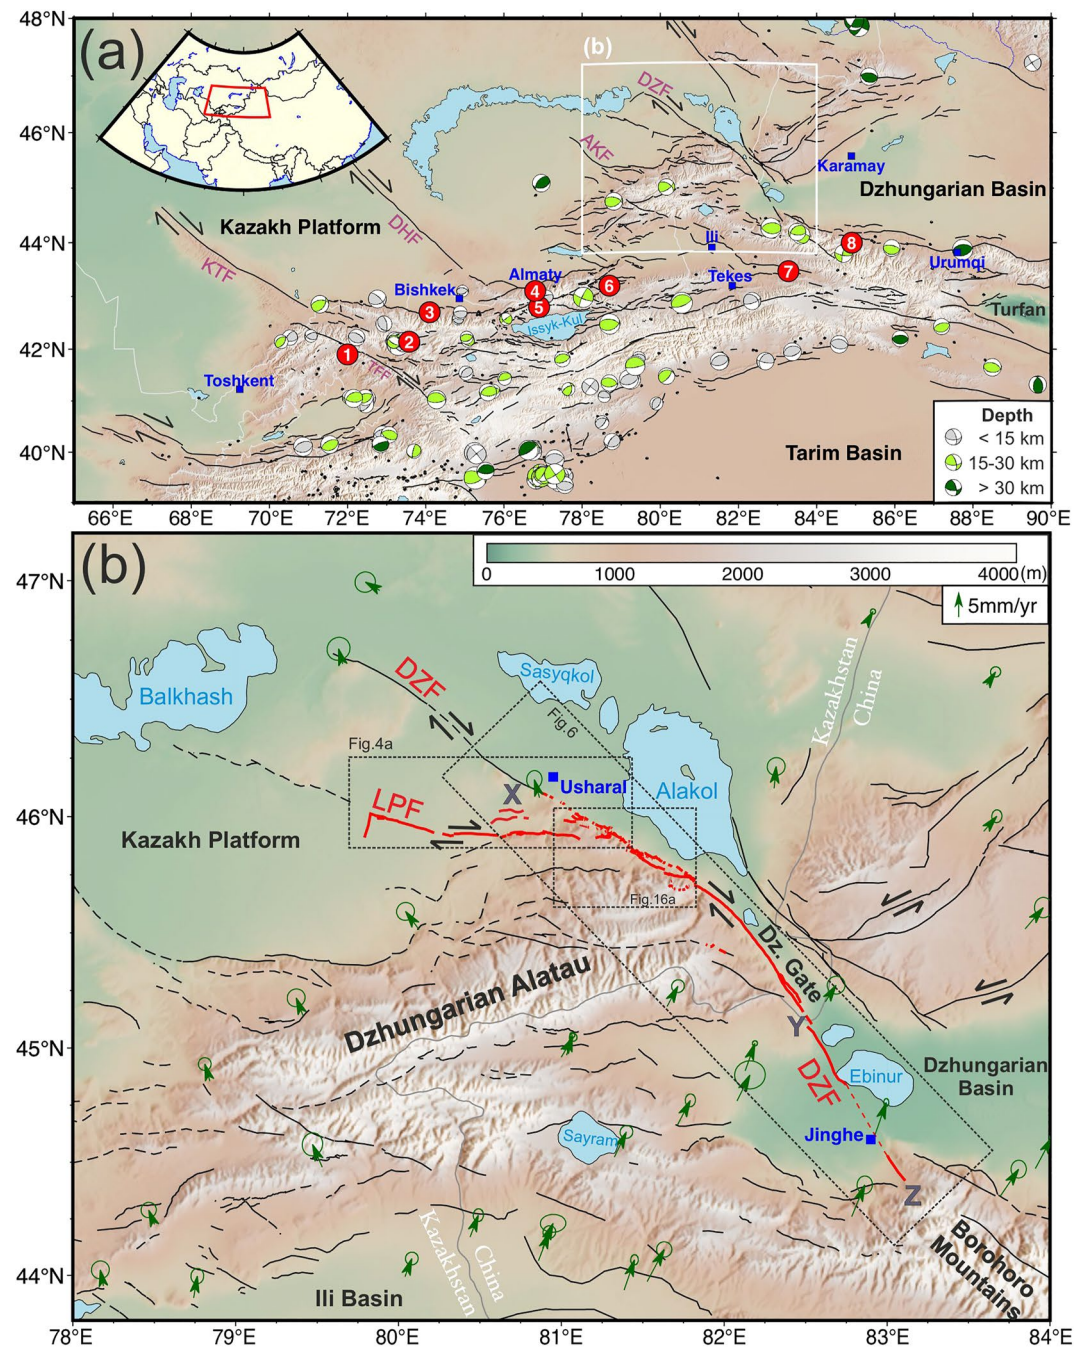 48°N
46°N
44°N
42°N
40°N
(a)
(b)
DZF
AKF
DHF
KTF
TFF
Kazakh Platform
Karamay
Dzhungarian Basin
Ili
Almaty
Bishkek
Tekes
Urumqi
Turfan
Issyk-Kul
Toshkent
Tarim Basin
1
2
3
4
5
6
7
8
Depth
< 15 km
15-30 km
> 30 km
66°E 68°E 70°E 72°E 74°E 76°E 78°E 80°E 82°E 84°E 86°E 88°E 90°E
(b)
0 1000 2000 3000 4000(m)
5mm/yr
47°N
46°N
45°N
44°N
Balkhash
DZF
Sasyqkol
Fig.6
Fig.4a
Usharal
Alakol
X
LPF
Kazakh Platform
Kazakhstan
China
Fig.16a
Dz. Gate
Dzhungarian Alatau
Y
DZF
Ebinur
Dzhungarian
Basin
Jinghe
Sayram
Z
Borohoro
Mountains
Kazakhstan
China
Ili Basin
78°E 79°E 80°E 81°E 82°E 83°E 84°E